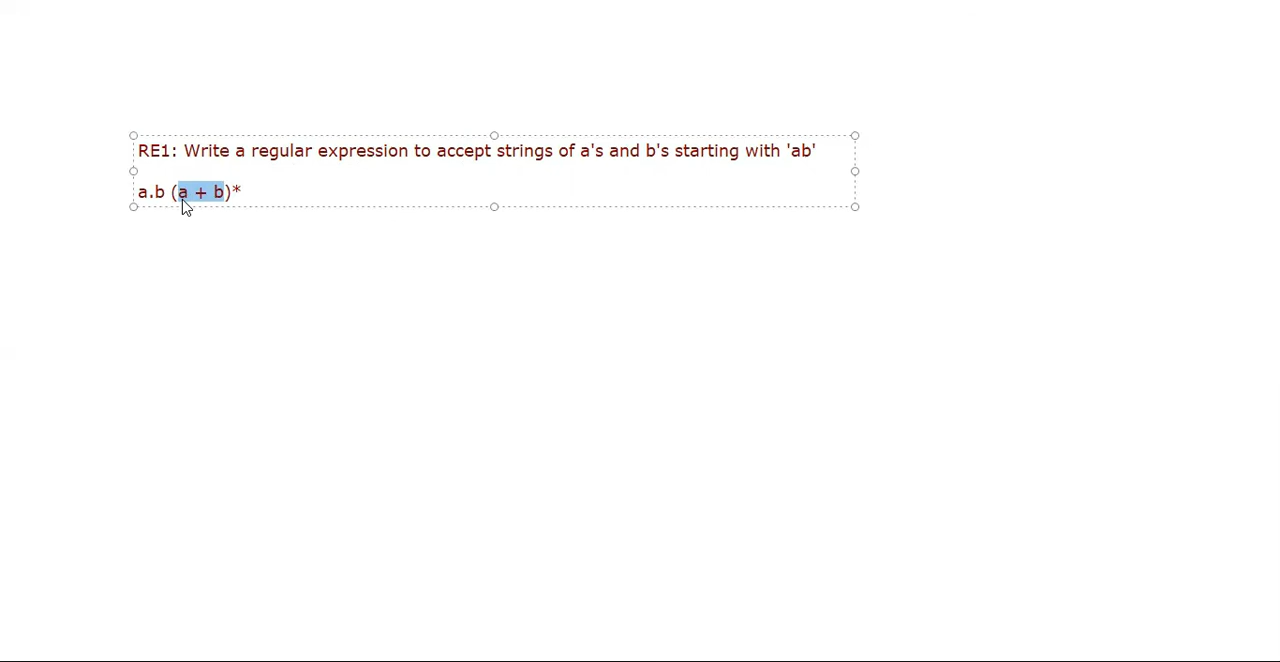 RE1: Write a regular expression to accept strings of a's and b's starting with 'ab'
a.b (a + b)*